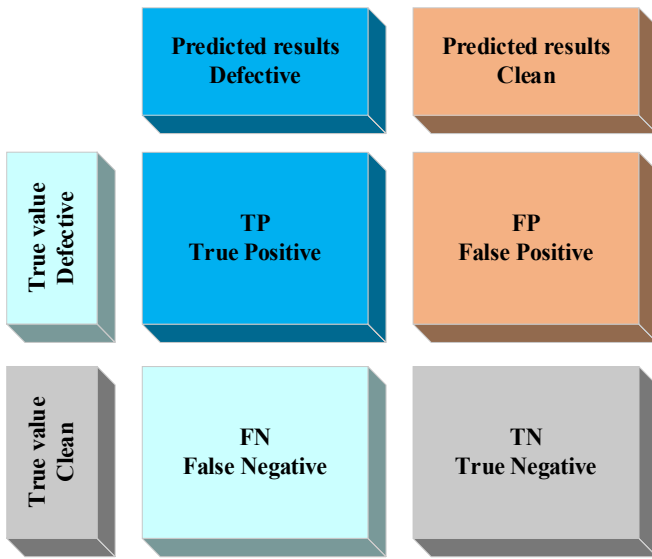 Predicted results
Defective
Predicted results
Clean
True value
Defective
TP
True Positive
FP
False Positive
True value
Clean
FN
False Negative
TN
True Negative